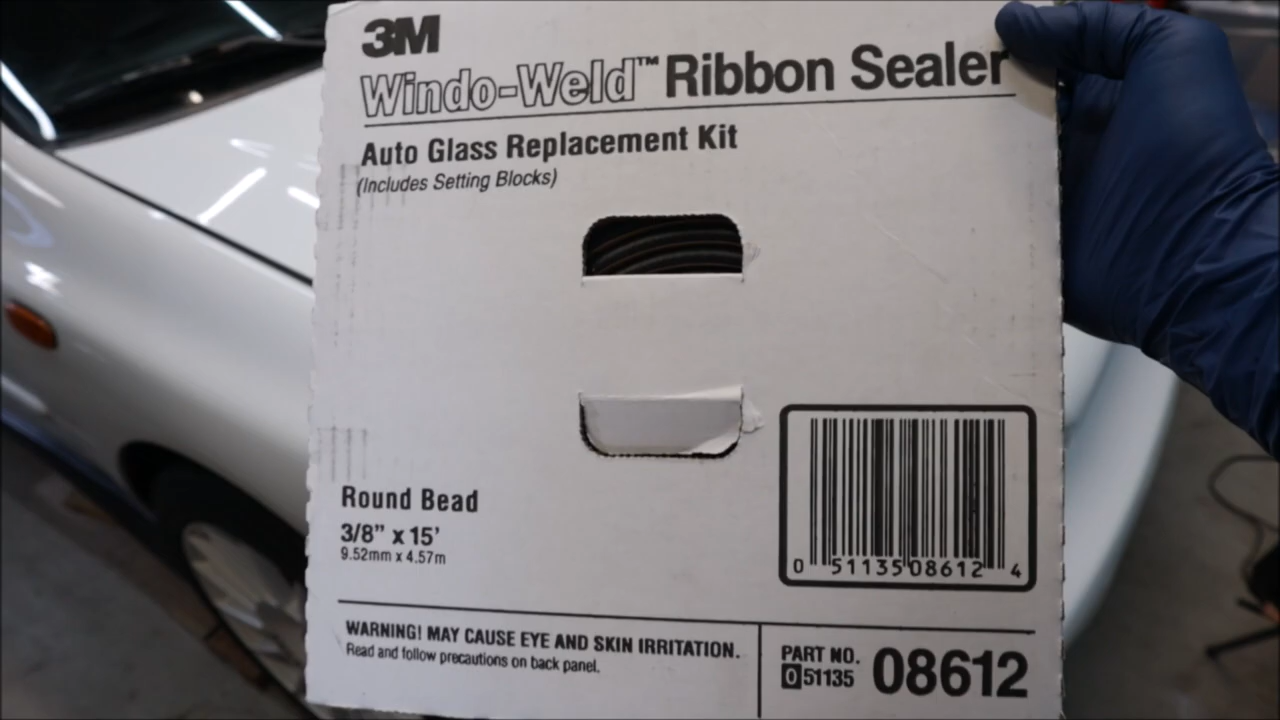 3M
Windo-Weld™ Ribbon Sealer
Auto Glass Replacement Kit
(Includes Setting Blocks)
Round Bead
3/8” x 15’
9.52mm x 4.57m
0 51135 08612 4
WARNING! MAY CAUSE EYE AND SKIN IRRITATION.
Read and follow precautions on back panel.
PART NO.
0 51135 08612